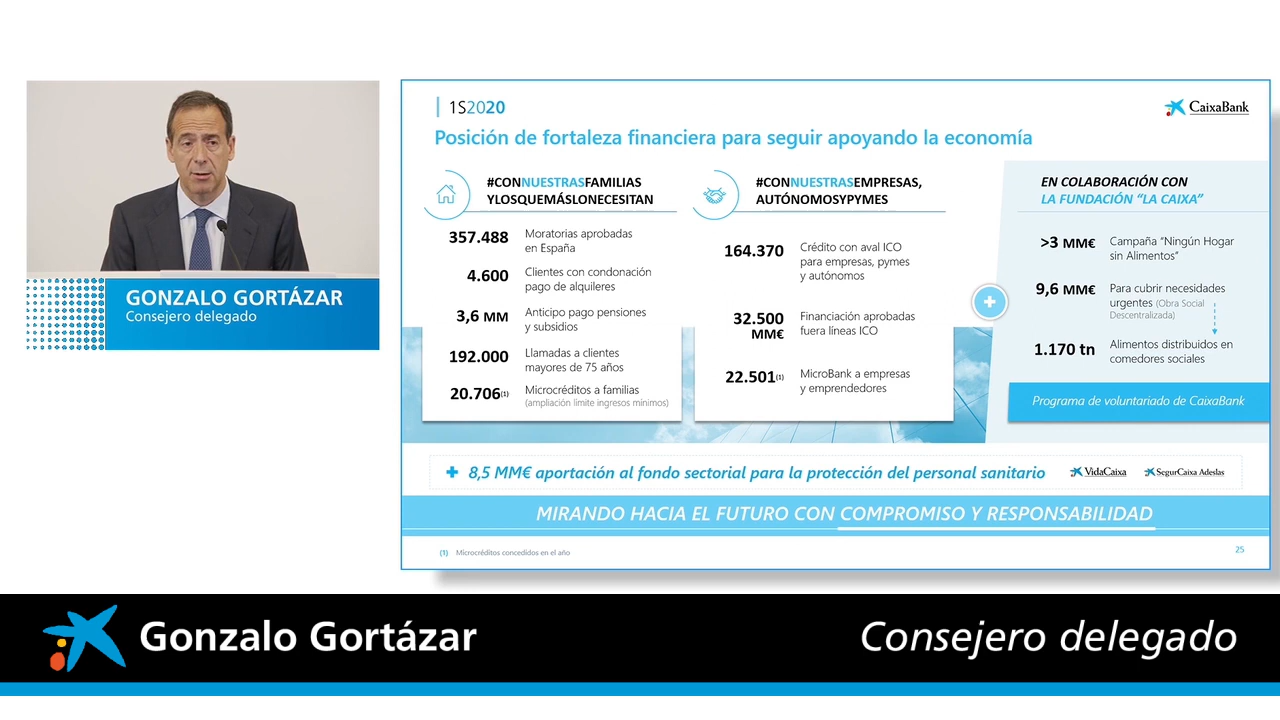 GONZALO GORTÁZAR
Consejero delegado
1S2020
CaixaBank
Posición de fortaleza financiera para seguir apoyando la economía
#CONNUESTRASFAMILIAS
YLOSQUEMÁSLONECESITAN
357.488 Moratorias aprobadas
en España
4.600 Clientes con condonación
pago de alquileres
3,6 MM Anticipo pago pensiones
y subsidios
192.000 Llamadas a clientes
mayores de 75 años
20.706(1) Microcréditos a familias
(ampliación límite ingresos mínimos)
#CONNUESTRASEMPRESAS,
AUTÓNOMOSYPYMES
164.370 Crédito con aval ICO
para empresas, pymes
y autónomos
32.500 Financiación aprobadas
MM€ fuera líneas ICO
22.501(1) MicroBank a empresas
y emprendedores
EN COLABORACIÓN CON
LA FUNDACIÓN “LA CAIXA”
>3 MM€ Campaña “Ningún Hogar
sin Alimentos”
9,6 MM€ Para cubrir necesidades
urgentes (Obra Social
Descentralizada)
1.170 tn Alimentos distribuidos en
comedores sociales
Programa de voluntariado de CaixaBank
+ 8,5 MM€ aportación al fondo sectorial para la protección del personal sanitario
VidaCaixa SegurCaixa Adeslas
MIRANDO HACIA EL FUTURO CON COMPROMISO Y RESPONSABILIDAD
(1) Microcréditos concedidos en el año
25
Gonzalo Gortázar Consejero delegado